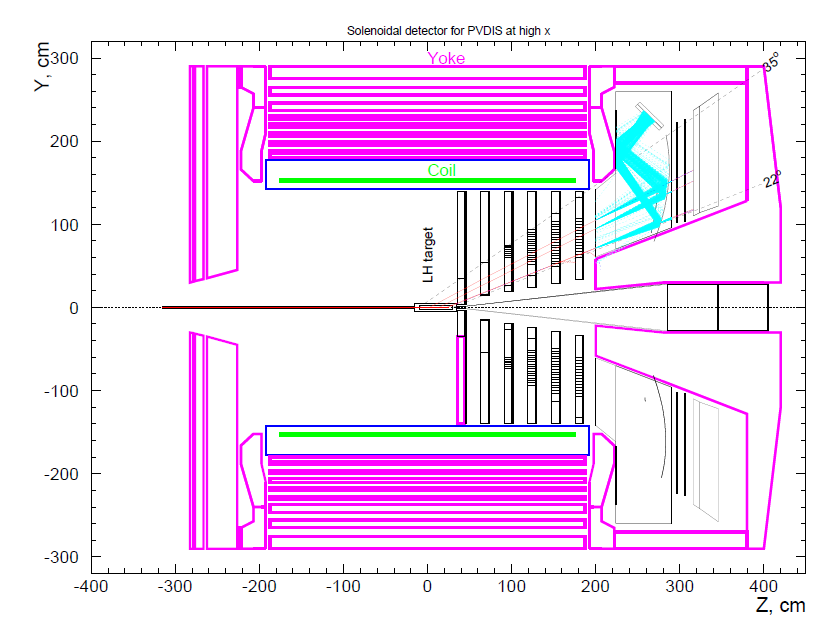 Solenoidal detector for PVDIS at high x
Y, cm
300
200
100
0
-100
-200
-300
Yoke
Coil
LH target
35°
22°
-400 -300 -200 -100 0 100 200 300 400
Z, cm